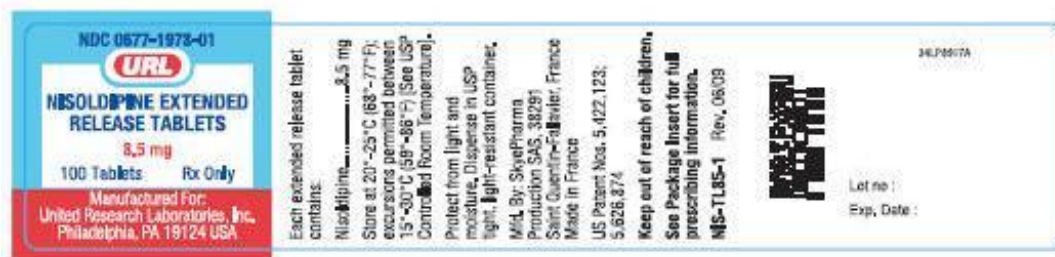 NDC 0677-1978-01
URL
NISOLDIPINE EXTENDED
RELEASE TABLETS
8.5 mg
100 Tablets Rx Only
Manufactured For:
United Research Laboratories, Inc.
Philadelphia, PA 19124 USA
Each extended release tablet
contains:
Nisoldipine..............8.5 mg
Store at 20°-25°C (68°-77°F);
excursions permitted between
15°-30°C (59°-86°F) [See USP
Controlled Room Temperature].
Protect from light and
moisture. Dispense in USP
tight, light-resistant container.
Mfd. By: SkyePharma
Production SAS, 38291
Saint Quentin-Fallavier, France
Made in France
US Patent Nos. 5,422,123;
5,626,874
Keep out of reach of children.
See Package Insert for full
prescribing information.
NIS-TL85-1 Rev. 06/09
Lot no :
Exp. Date :